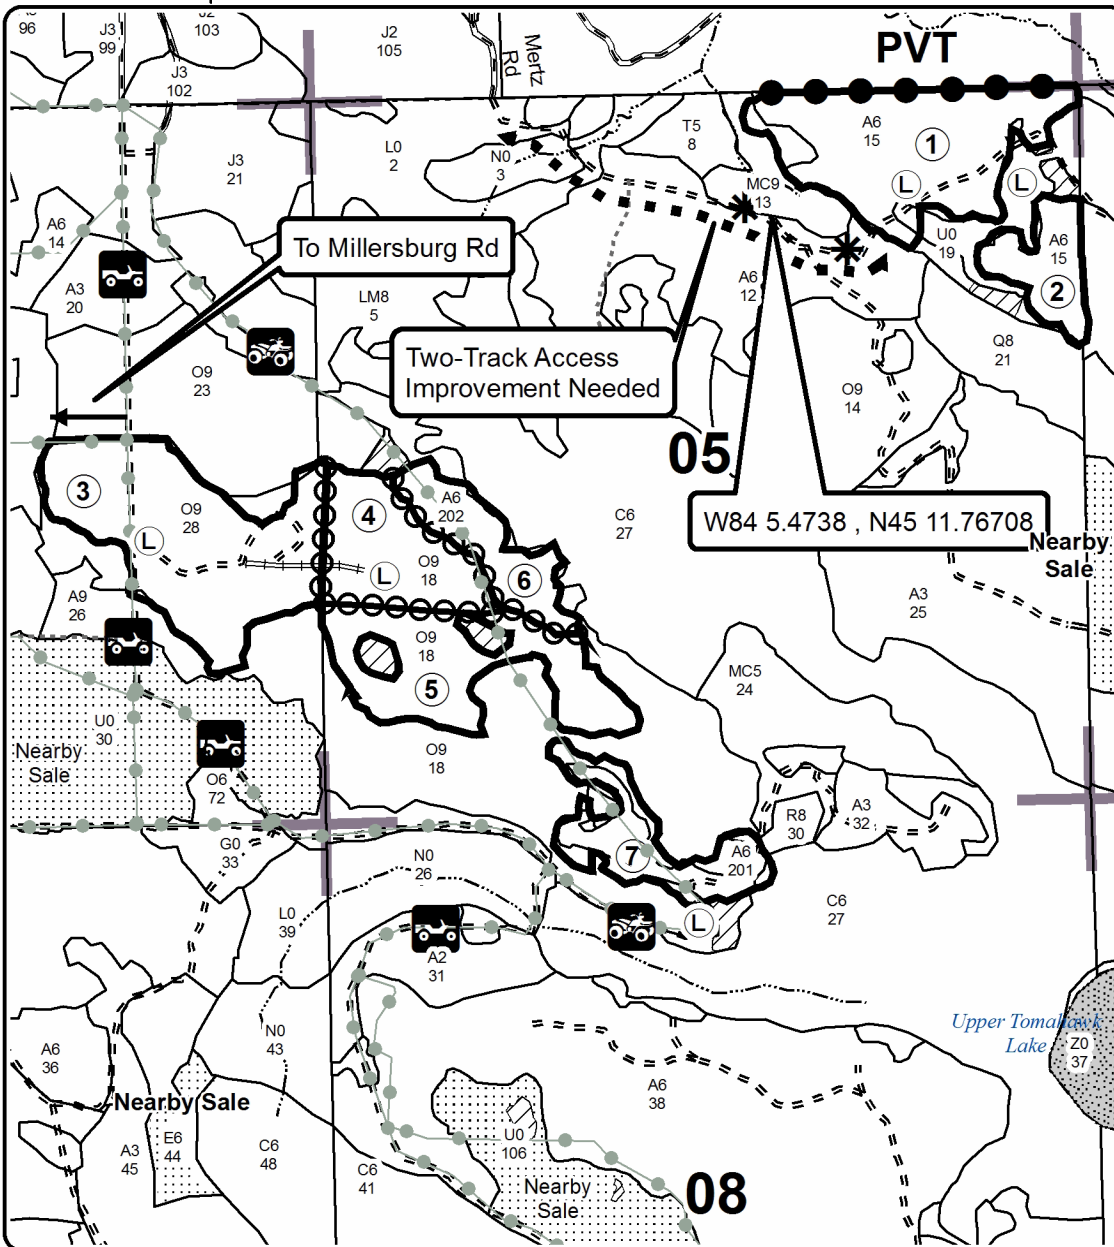 96
J3
99
J2
103
J2
105
Mertz
Rd
PVT
J3
102
T5
8
A6
15
1
J3
21
L0
2
N0
3
MC9
13
L
L
A6
14
To Millersburg Rd
U0
19
A6
15
A3
20
LM8
5
A6
12
2
Two-Track Access
Improvement Needed
Q8
21
O9
23
O9
14
05
3
O9
28
4
A6
202
W84 5.4738 , N45 11.76708
C6
27
Nearby
Sale
L
O9
18
L
6
A9
26
A3
25
O9
18
5
MC5
24
U0
30
Nearby
Sale
O6
72
O9
18
R8
30
A3
32
G0
33
N0
26
7
A6
201
L0
39
C6
27
L
A2
31
Upper Tomahawk
Lake
Z0
37
N0
43
A6
36
A6
38
Nearby Sale
A3
45
E6
44
C6
48
C6
41
U0
106
Nearby
Sale
08